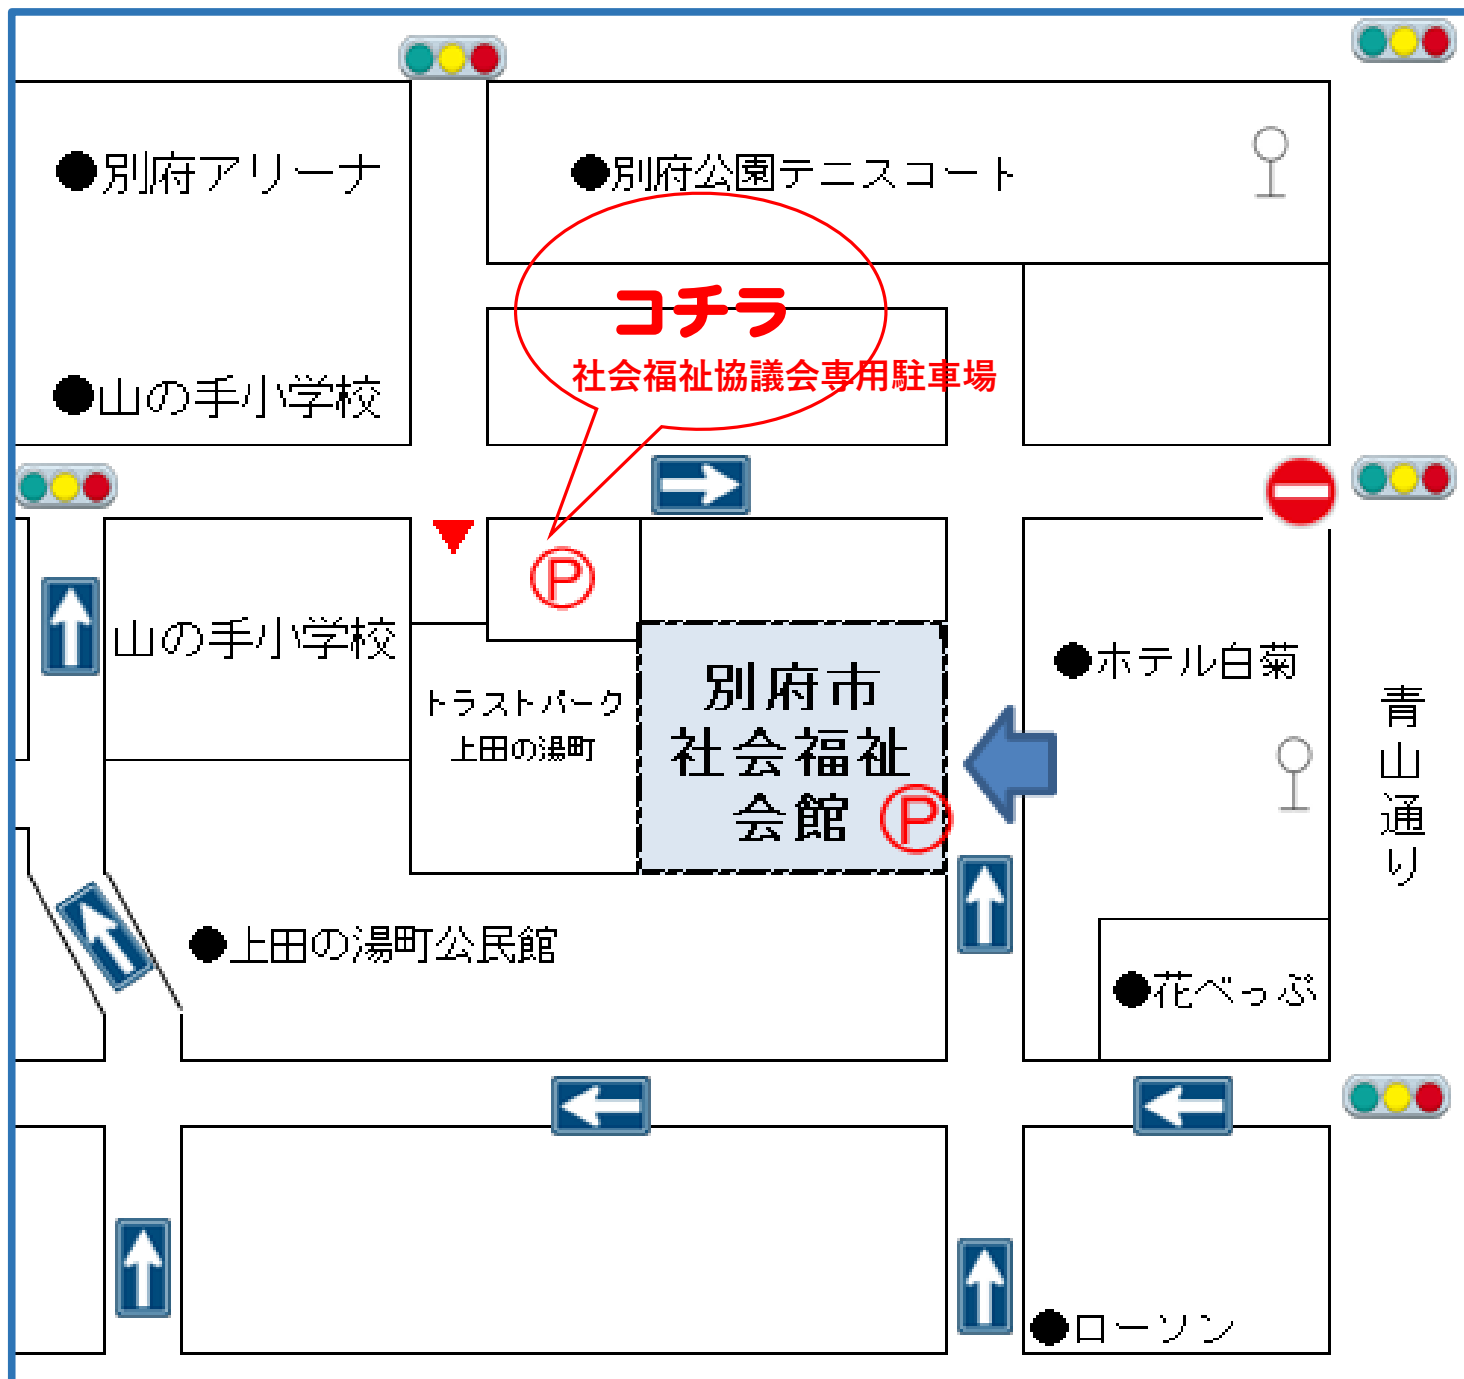 ●別府アリーナ
●別府公園テニスコート
コチラ
社会福祉協議会専用駐車場
●山の手小学校
P
山の手小学校
トラストパーク
上田の湯町
別府市
社会福祉
会館
P
●ホテル白菊
青山通り
●上田の湯町公民館
●花べっぷ
●ローソン